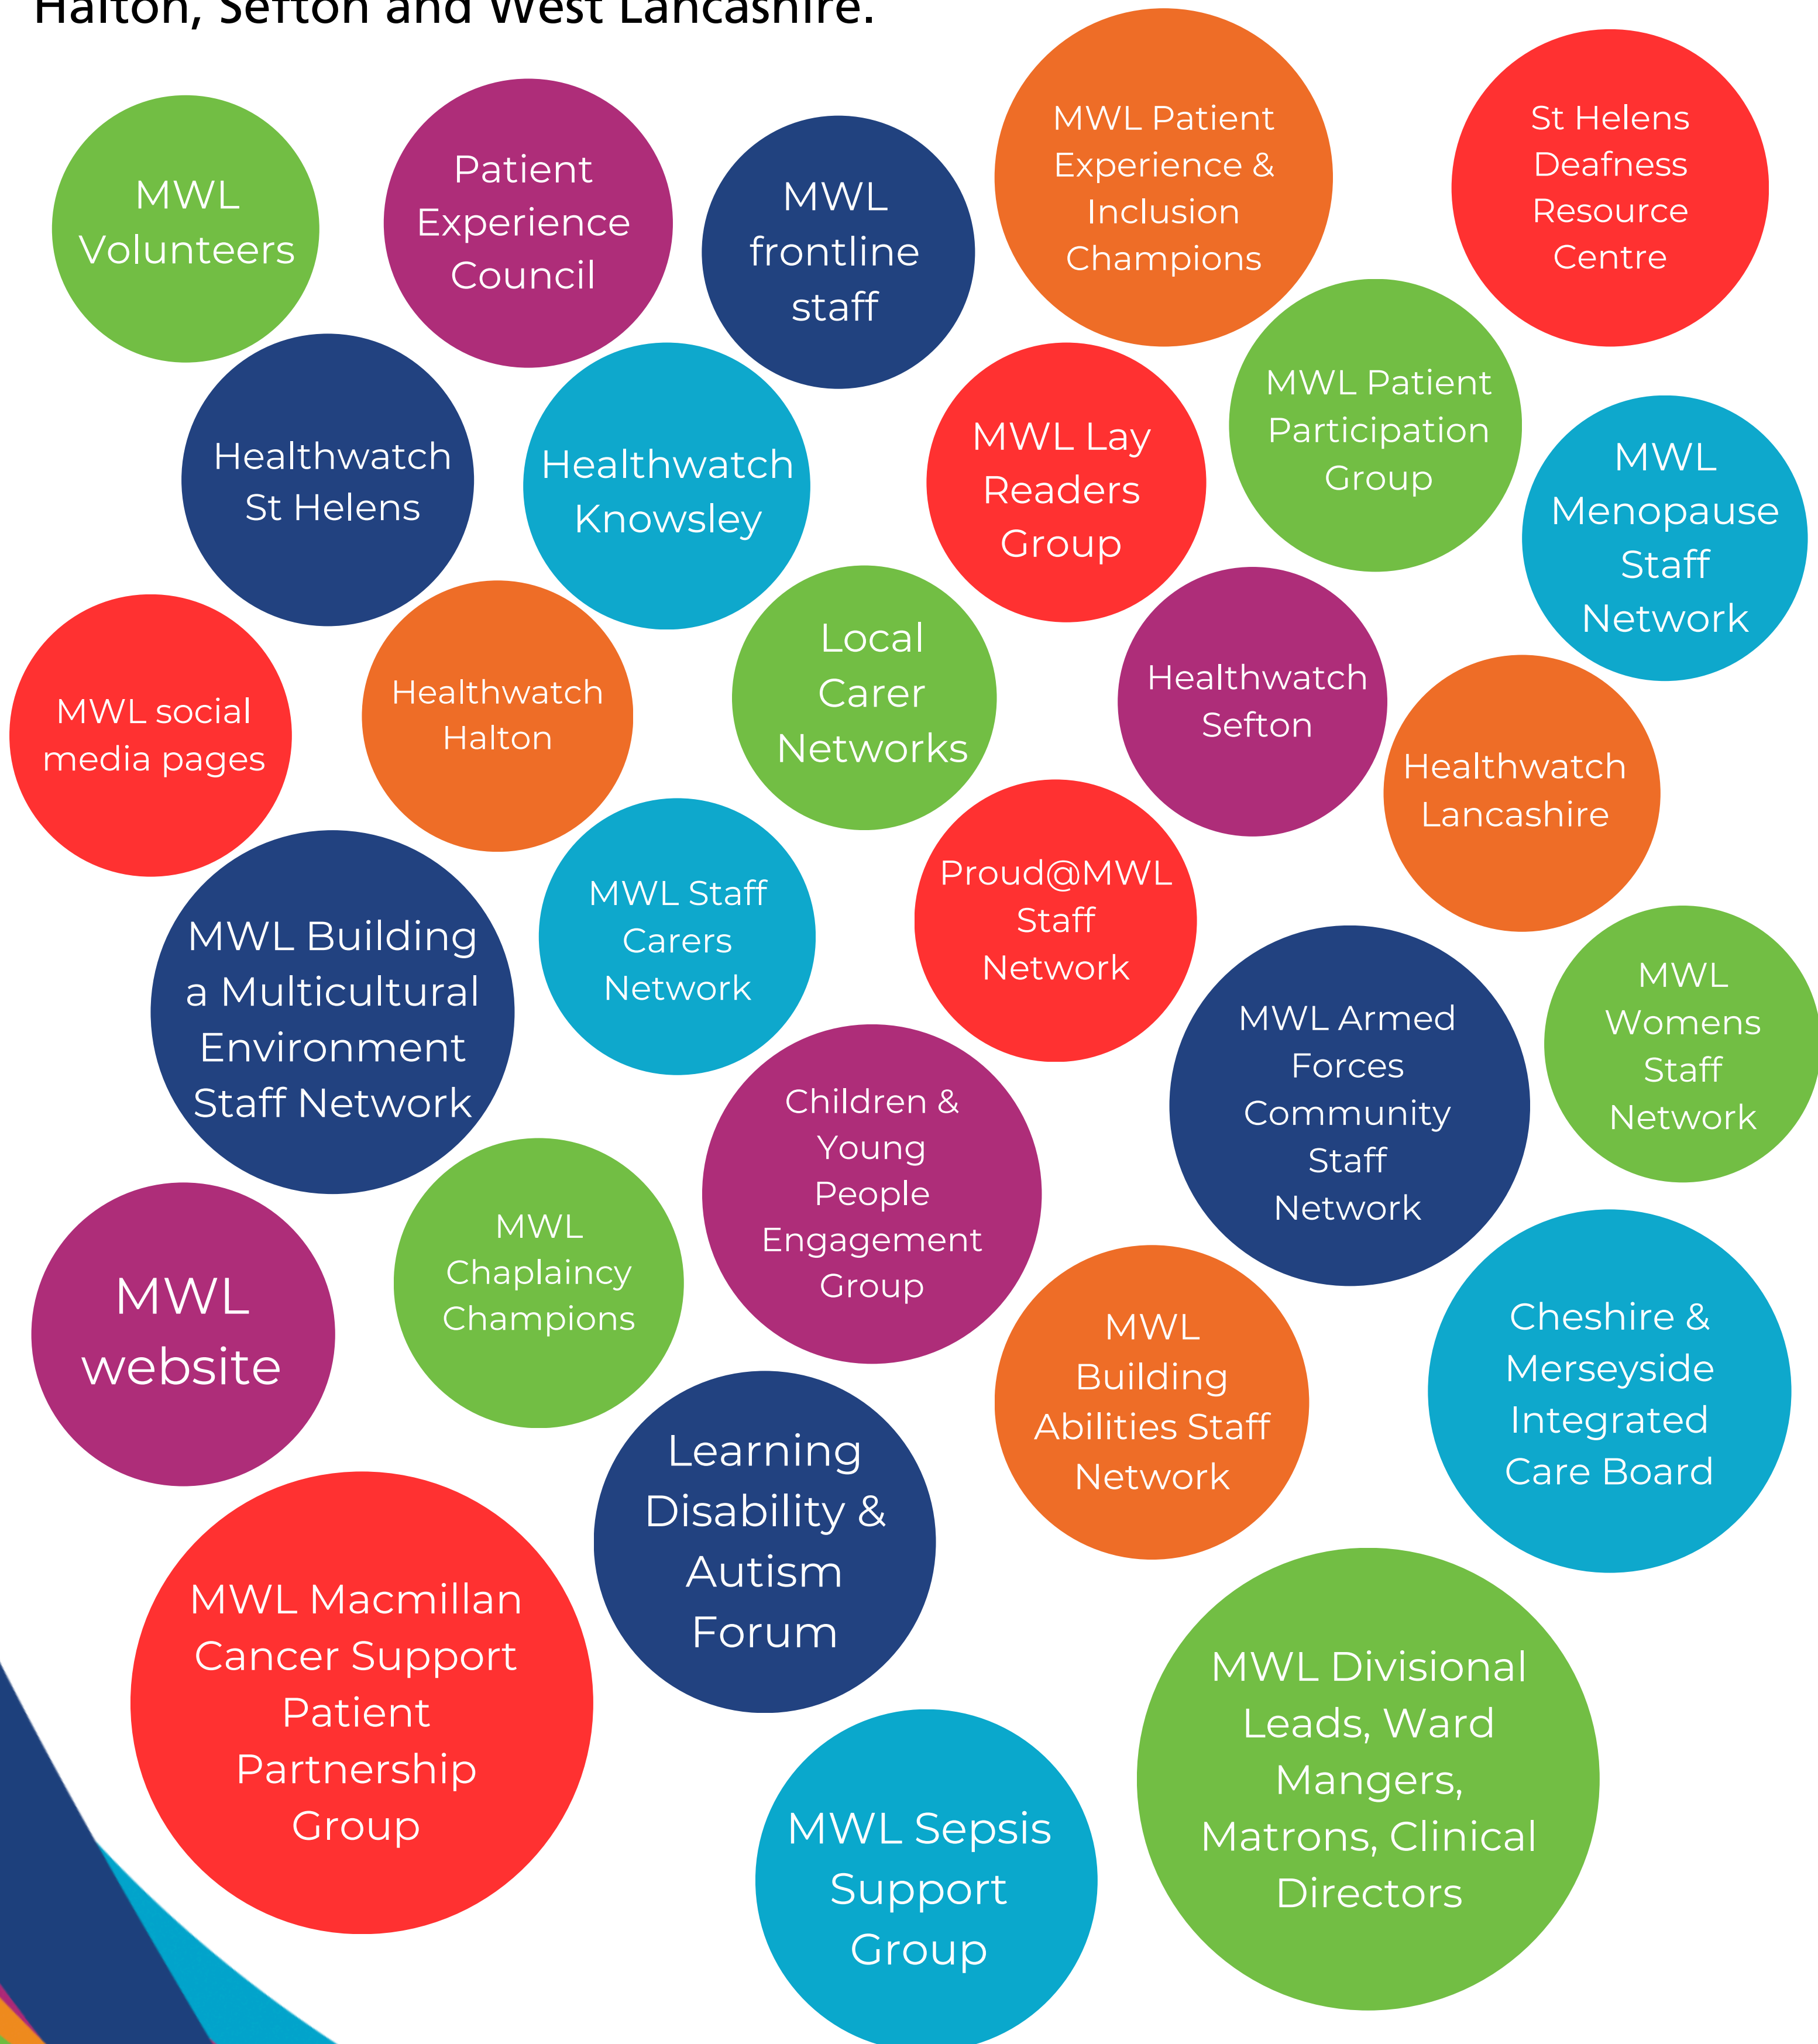 Halton, Sefton and West Lancashire.
MWL
Volunteers
Patient
Experience
Council
MWL
frontline
staff
MWL Patient
Experience &
Inclusion
Champions
St Helens
Deafness
Resource
Centre
Healthwatch
St Helens
Healthwatch
Knowsley
MWL Lay
Readers
Group
MWL Patient
Participation
Group
MWL
Menopause
Staff
Network
MWL social
media pages
Healthwatch
Halton
Local
Carer
Networks
Healthwatch
Sefton
Healthwatch
Lancashire
MWL Building
a Multicultural
Environment
Staff Network
MWL Staff
Carers
Network
Proud@MWL
Staff
Network
MWL Armed
Forces
Community
Staff
Network
MWL
Womens
Staff
Network
MWL
website
MWL
Chaplaincy
Champions
Children &
Young
People
Engagement
Group
MWL
Building
Abilities Staff
Network
Cheshire &
Merseyside
Integrated
Care Board
MWL Macmillan
Cancer Support
Patient
Partnership
Group
Learning
Disability &
Autism
Forum
MWL Sepsis
Support
Group
MWL Divisional
Leads, Ward
Mangers,
Matrons, Clinical
Directors